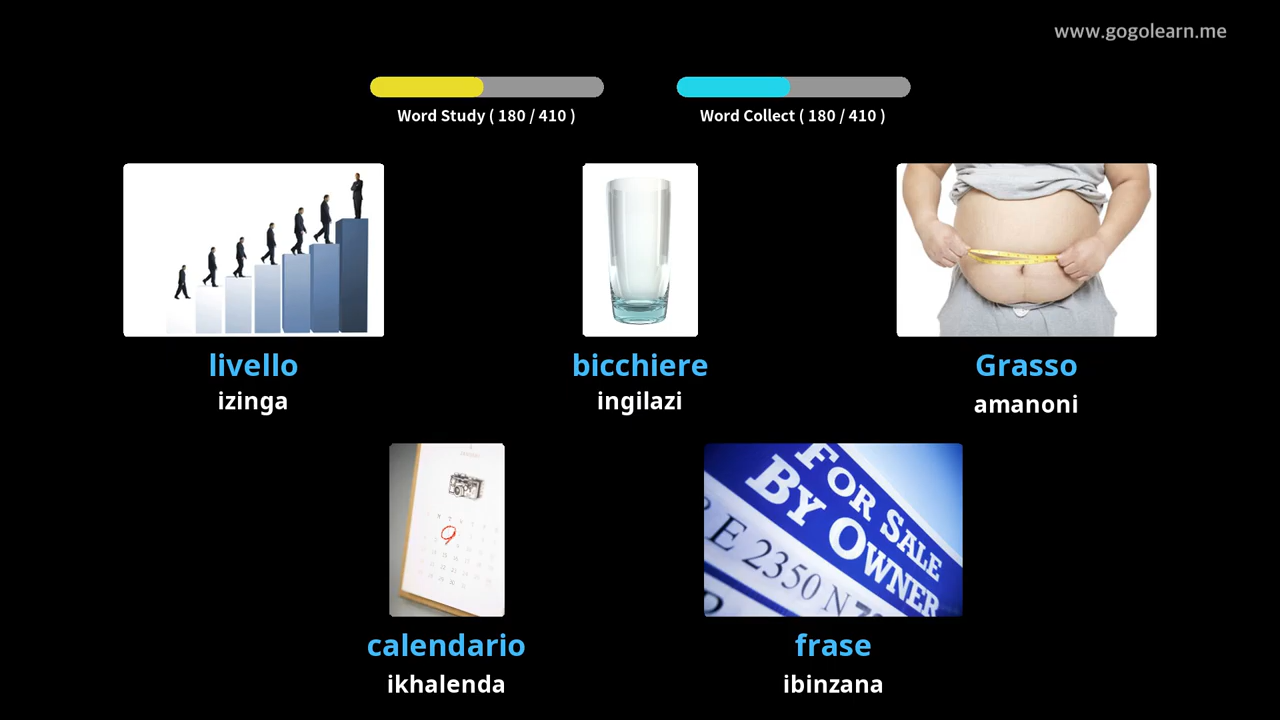 www.gogolearn.me
Word Study ( 180 / 410 )
Word Collect ( 180 / 410 )
livello
izinga
bicchiere
ingilazi
Grasso
amanoni
FOR SALE
BY OWNER
E 2350 N
calendario
ikhalenda
frase
ibinzana